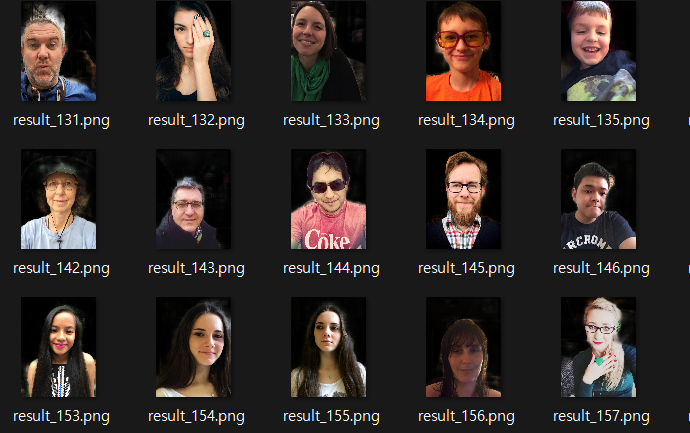 result_131.png
result_132.png
result_133.png
result_134.png
result_135.png
Coke
ABERCROM
result_142.png
result_143.png
result_144.png
result_145.png
result_146.png
result_153.png
result_154.png
result_155.png
result_156.png
result_157.png